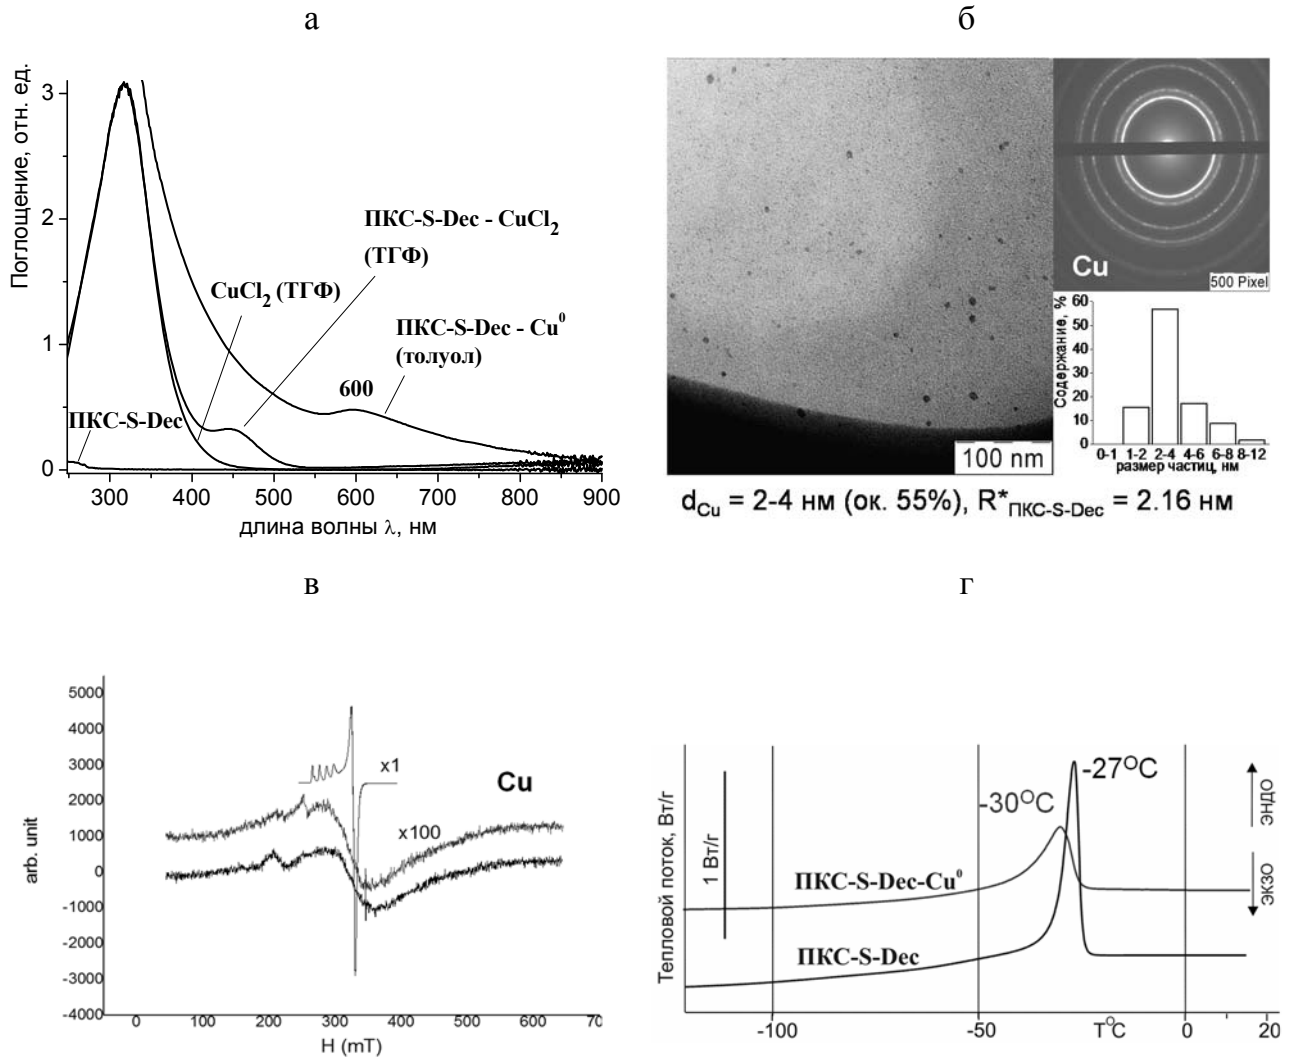 а
Поглощение, отн. ед.
3
2
1
0
ПКС-S-Dec - CuCl2
(ТГФ)
CuCl2 (ТГФ)
ПКС-S-Dec - Cu0
(толуол)
600
ПКС-S-Dec
300 400 500 600 700 800 900
длина волны λ, нм
б
Cu
500 Pixel
100 nm
Содержание, %
60
50
40
30
20
10
0
0-1 1-2 2-4 4-6 6-8 8-12
размер частиц, нм
dCu = 2-4 нм (ок. 55%), R*ПКС-S-Dec = 2.16 нм
в
arb. unit
5000
4000
3000
2000
1000
0
-1000
-2000
-3000
-4000
x1
Cu
x100
0 100 200 300 400 500 600 70
H (mT)
г
Тепловой поток, Вт/г
1 Вт/г
-27°C
-30°C
ПКС-S-Dec-Cu0
ПКС-S-Dec
ЭНДО
ЭКЗО
-100 -50 T°C 0 20